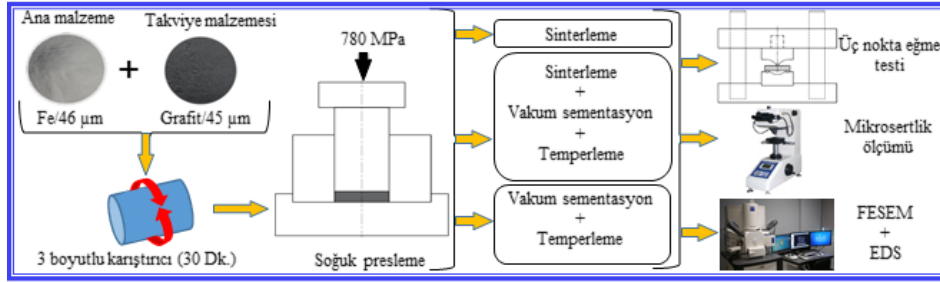 Ana malzeme
Takviye malzemesi
Fe/46 µm
Grafit/45 µm
3 boyutlu karıştırıcı (30 Dk.)
780 MPa
Soğuk presleme
Sinterleme
Sinterleme
+
Vakum sementasyon
+
Temperleme
Vakum sementasyon
+
Temperleme
Üç nokta eğme
testi
Mikrosertlik
ölçümü
FESEM
+
EDS